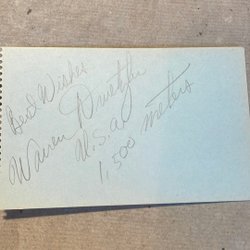 Best Wishes
Warren Druetzler
U.S.A.
1,500 meters